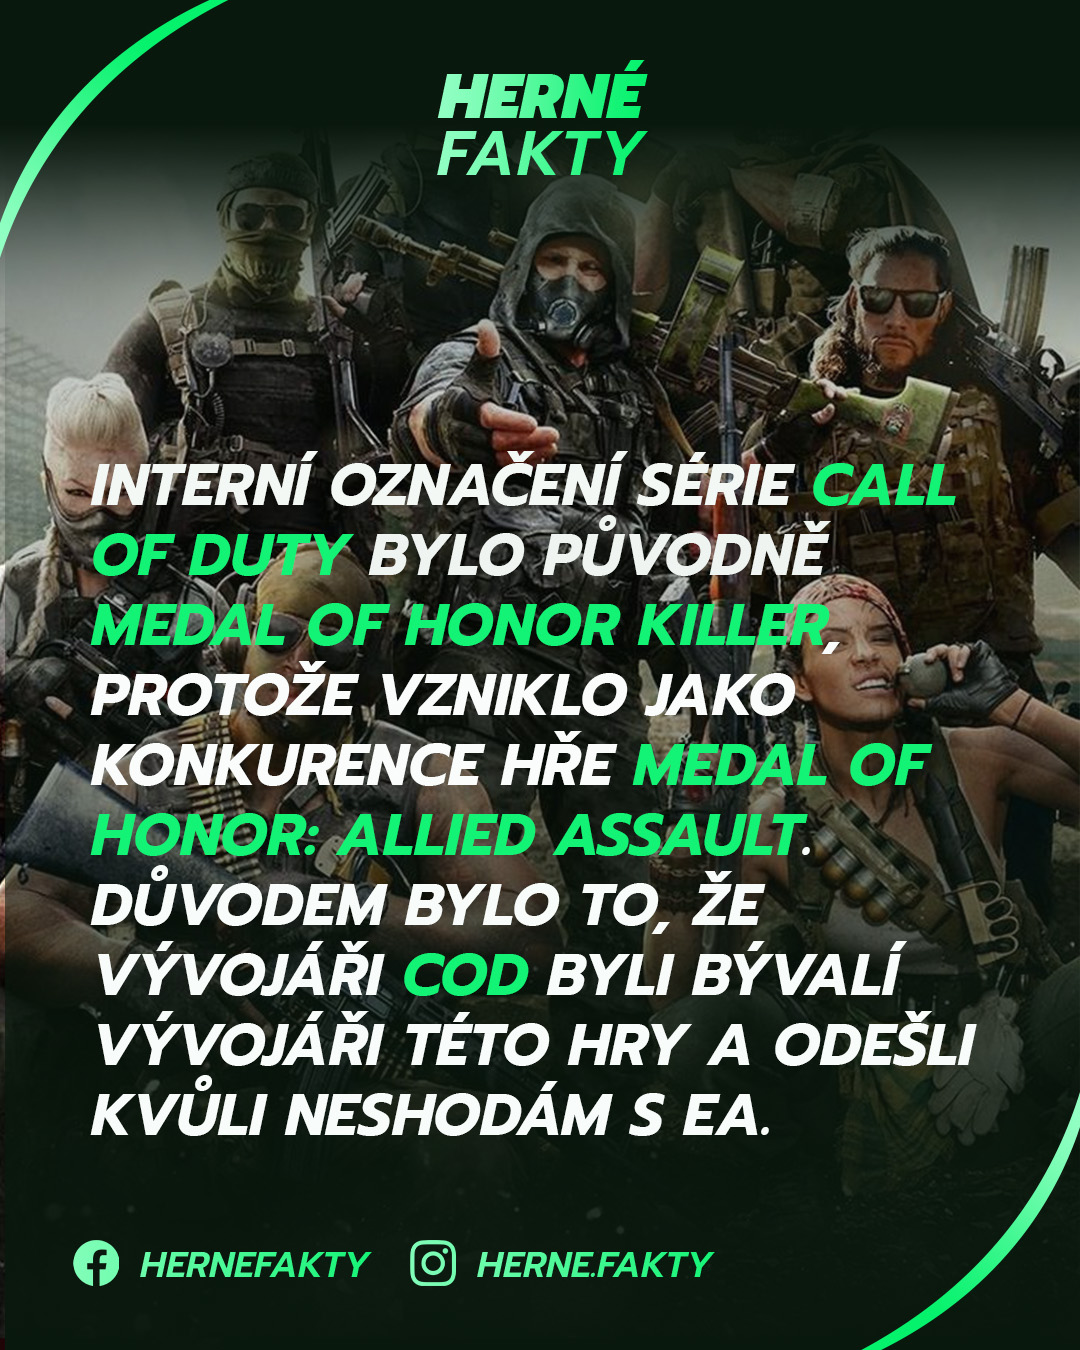 HERNÉ
FAKTY
INTERNÍ OZNAČENÍ SÉRIE CALL
OF DUTY BYLO PŮVODNĚ
MEDAL OF HONOR KILLER,
PROTOŽE VZNIKLO JAKO
KONKURENCE HŘE MEDAL OF
HONOR: ALLIED ASSAULT.
DŮVODEM BYLO TO, ŽE
VÝVOJÁŘI COD BYLI BÝVALÍ
VÝVOJÁŘI TÉTO HRY A ODEŠLI
KVŮLI NESHODÁM S EA.
HERNEFAKTY HERNE.FAKTY